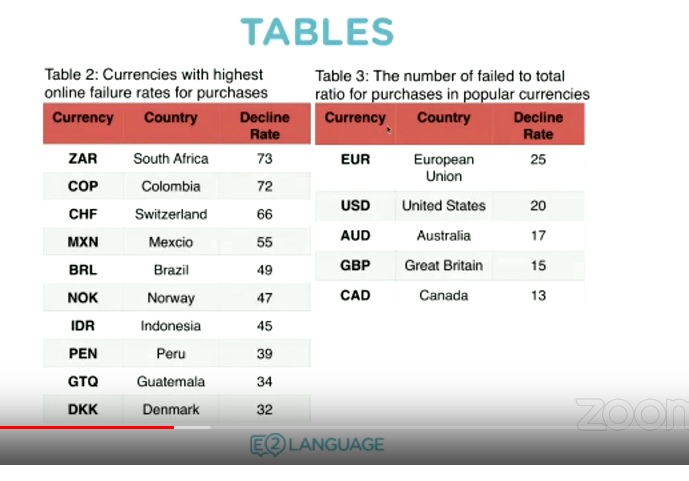 TABLES
Table 2: Currencies with highest
online failure rates for purchases
Currency Country Decline
Rate
ZAR South Africa 73
COP Colombia 72
CHF Switzerland 66
MXN Mexcio 55
BRL Brazil 49
NOK Norway 47
IDR Indonesia 45
PEN Peru 39
GTQ Guatemala 34
DKK Denmark 32
Table 3: The number of failed to total
ratio for purchases in popular currencies
Currency Country Decline
Rate
EUR European 25
Union
USD United States 20
AUD Australia 17
GBP Great Britain 15
CAD Canada 13
zoom
E2 LANGUAGE